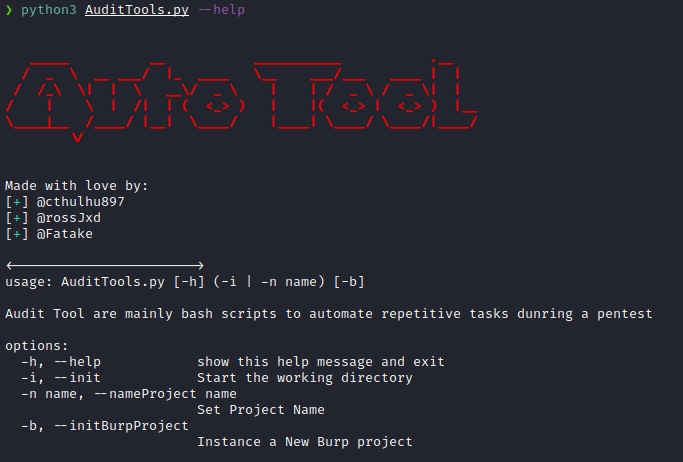 ❯ python3 AuditTools.py --help
Auto Tool
Made with love by:
[+] @cthulhu897
[+] @rossJxd
[+] @Fatake
<------------------------>
usage: AuditTools.py [-h] (-i | -n name) [-b]
Audit Tool are mainly bash scripts to automate repetitive tasks dunring a pentest
options:
-h, --help show this help message and exit
-i, --init Start the working directory
-n name, --nameProject name
Set Project Name
-b, --initBurpProject
Instance a New Burp project